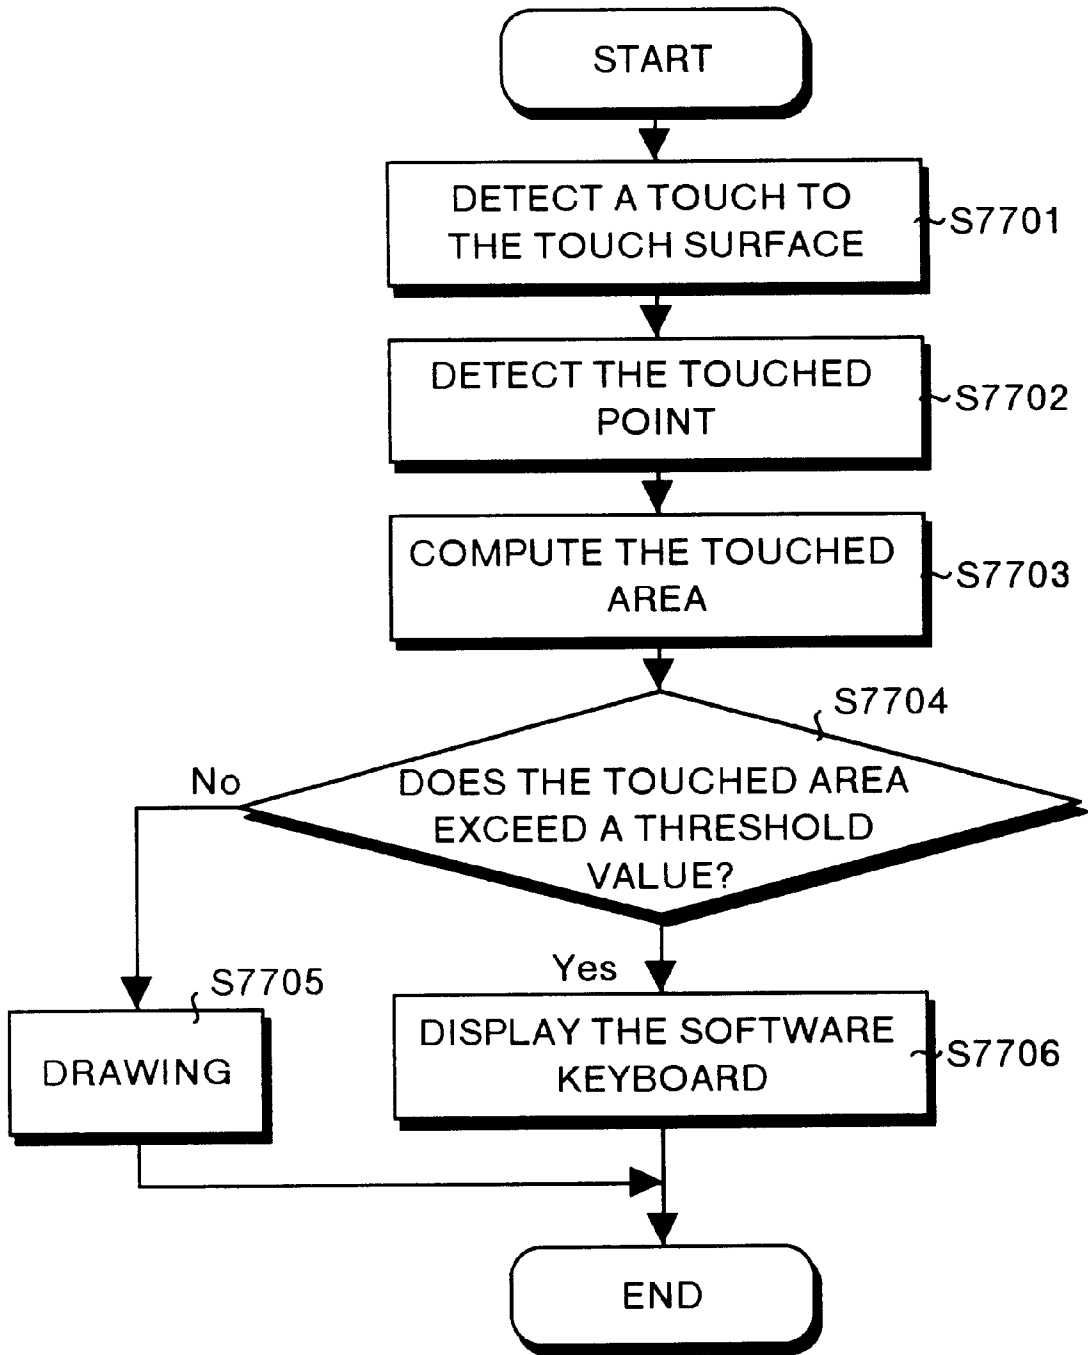 START
DETECT A TOUCH TO
THE TOUCH SURFACE
S7701
DETECT THE TOUCHED
POINT
S7702
COMPUTE THE TOUCHED
AREA
S7703
S7704
DOES THE TOUCHED AREA
EXCEED A THRESHOLD
VALUE?
No
Yes
S7705
DRAWING
DISPLAY THE SOFTWARE
KEYBOARD
S7706
END